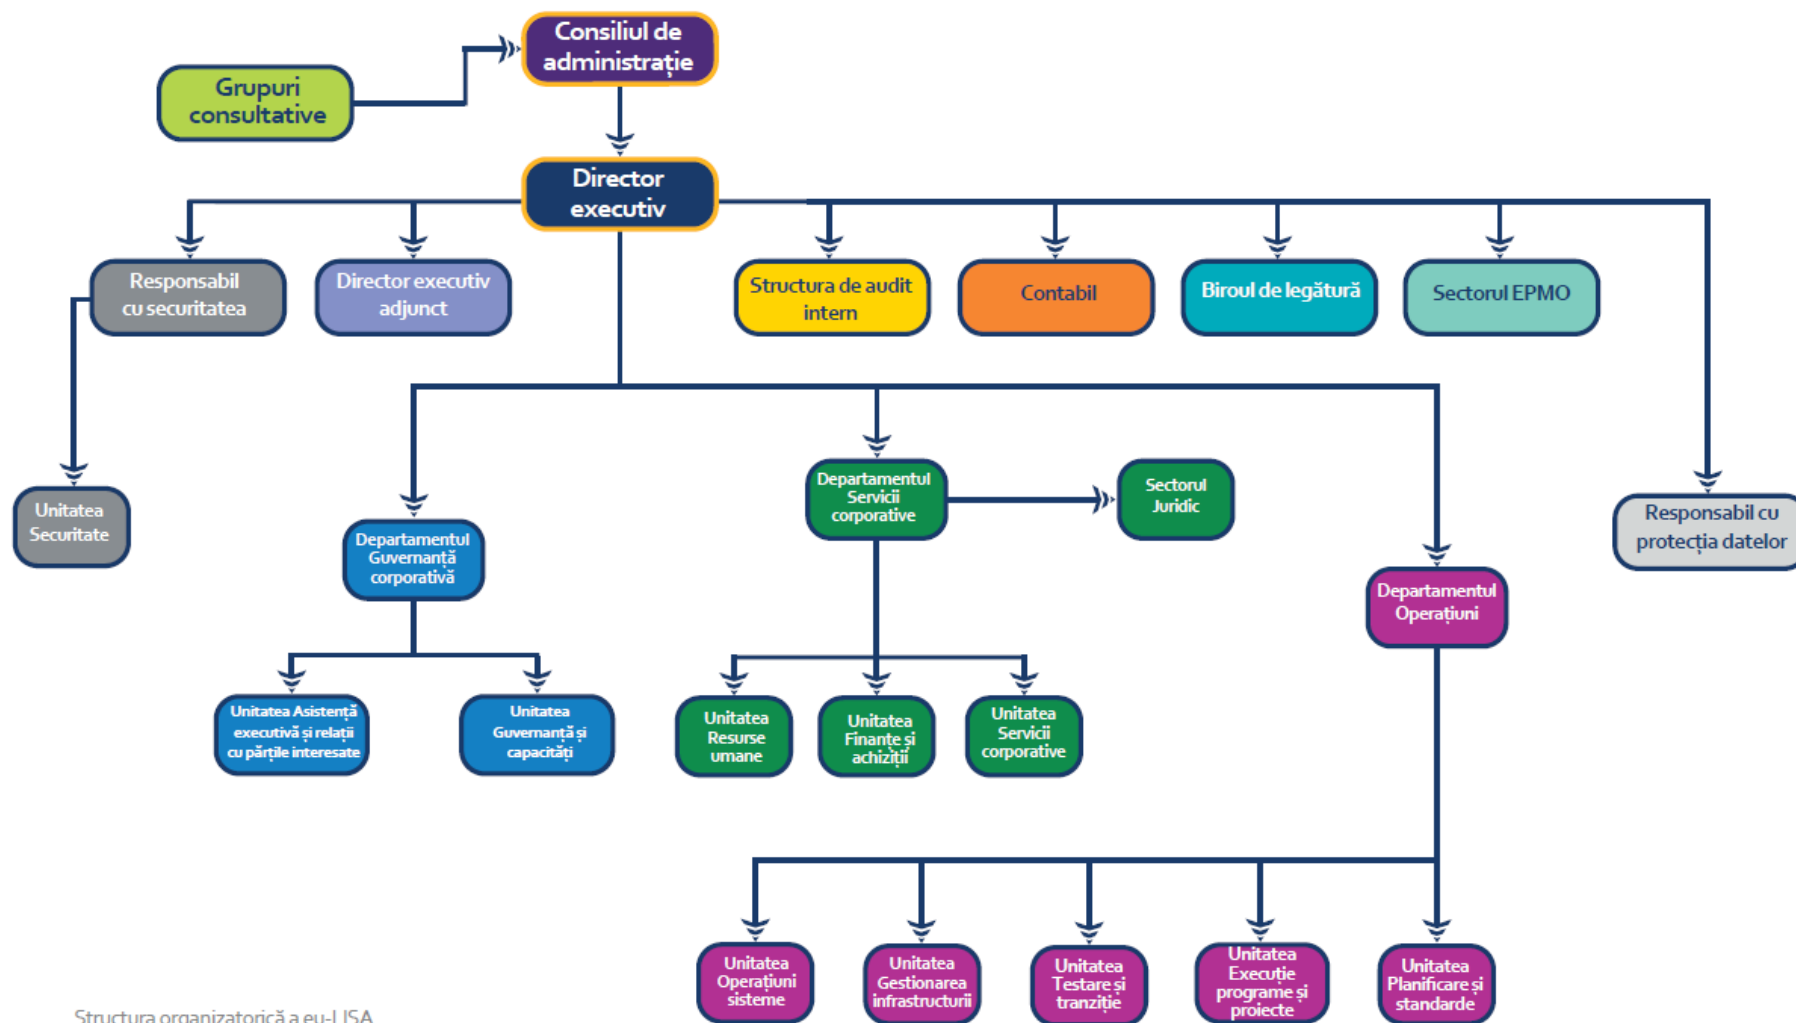 Consiliul de
administrație
Grupuri
consultative
Director
executiv
Responsabil
cu securitatea
Director executiv
adjunct
Structura de audit
intern
Contabil
Biroul de legătură
Sectorul EPMO
Departamentul
Servicii
corporative
Sectorul
Juridic
Unitatea
Securitate
Responsabil cu
protecția datelor
Departamentul
Guvernanță
corporativă
Departamentul
Operațiuni
Unitatea Asistență
executivă și relații
cu părțile interesate
Unitatea
Guvernanță și
capacități
Unitatea
Resurse
umane
Unitatea
Finanțe și
achiziții
Unitatea
Servicii
corporative
Unitatea
Operațiuni
sisteme
Unitatea
Gestionarea
infrastructurii
Unitatea
Testare și
tranziție
Unitatea
Execuție
programe și
proiecte
Unitatea
Planificare și
standarde
Structura organizatorică a eu-LISA